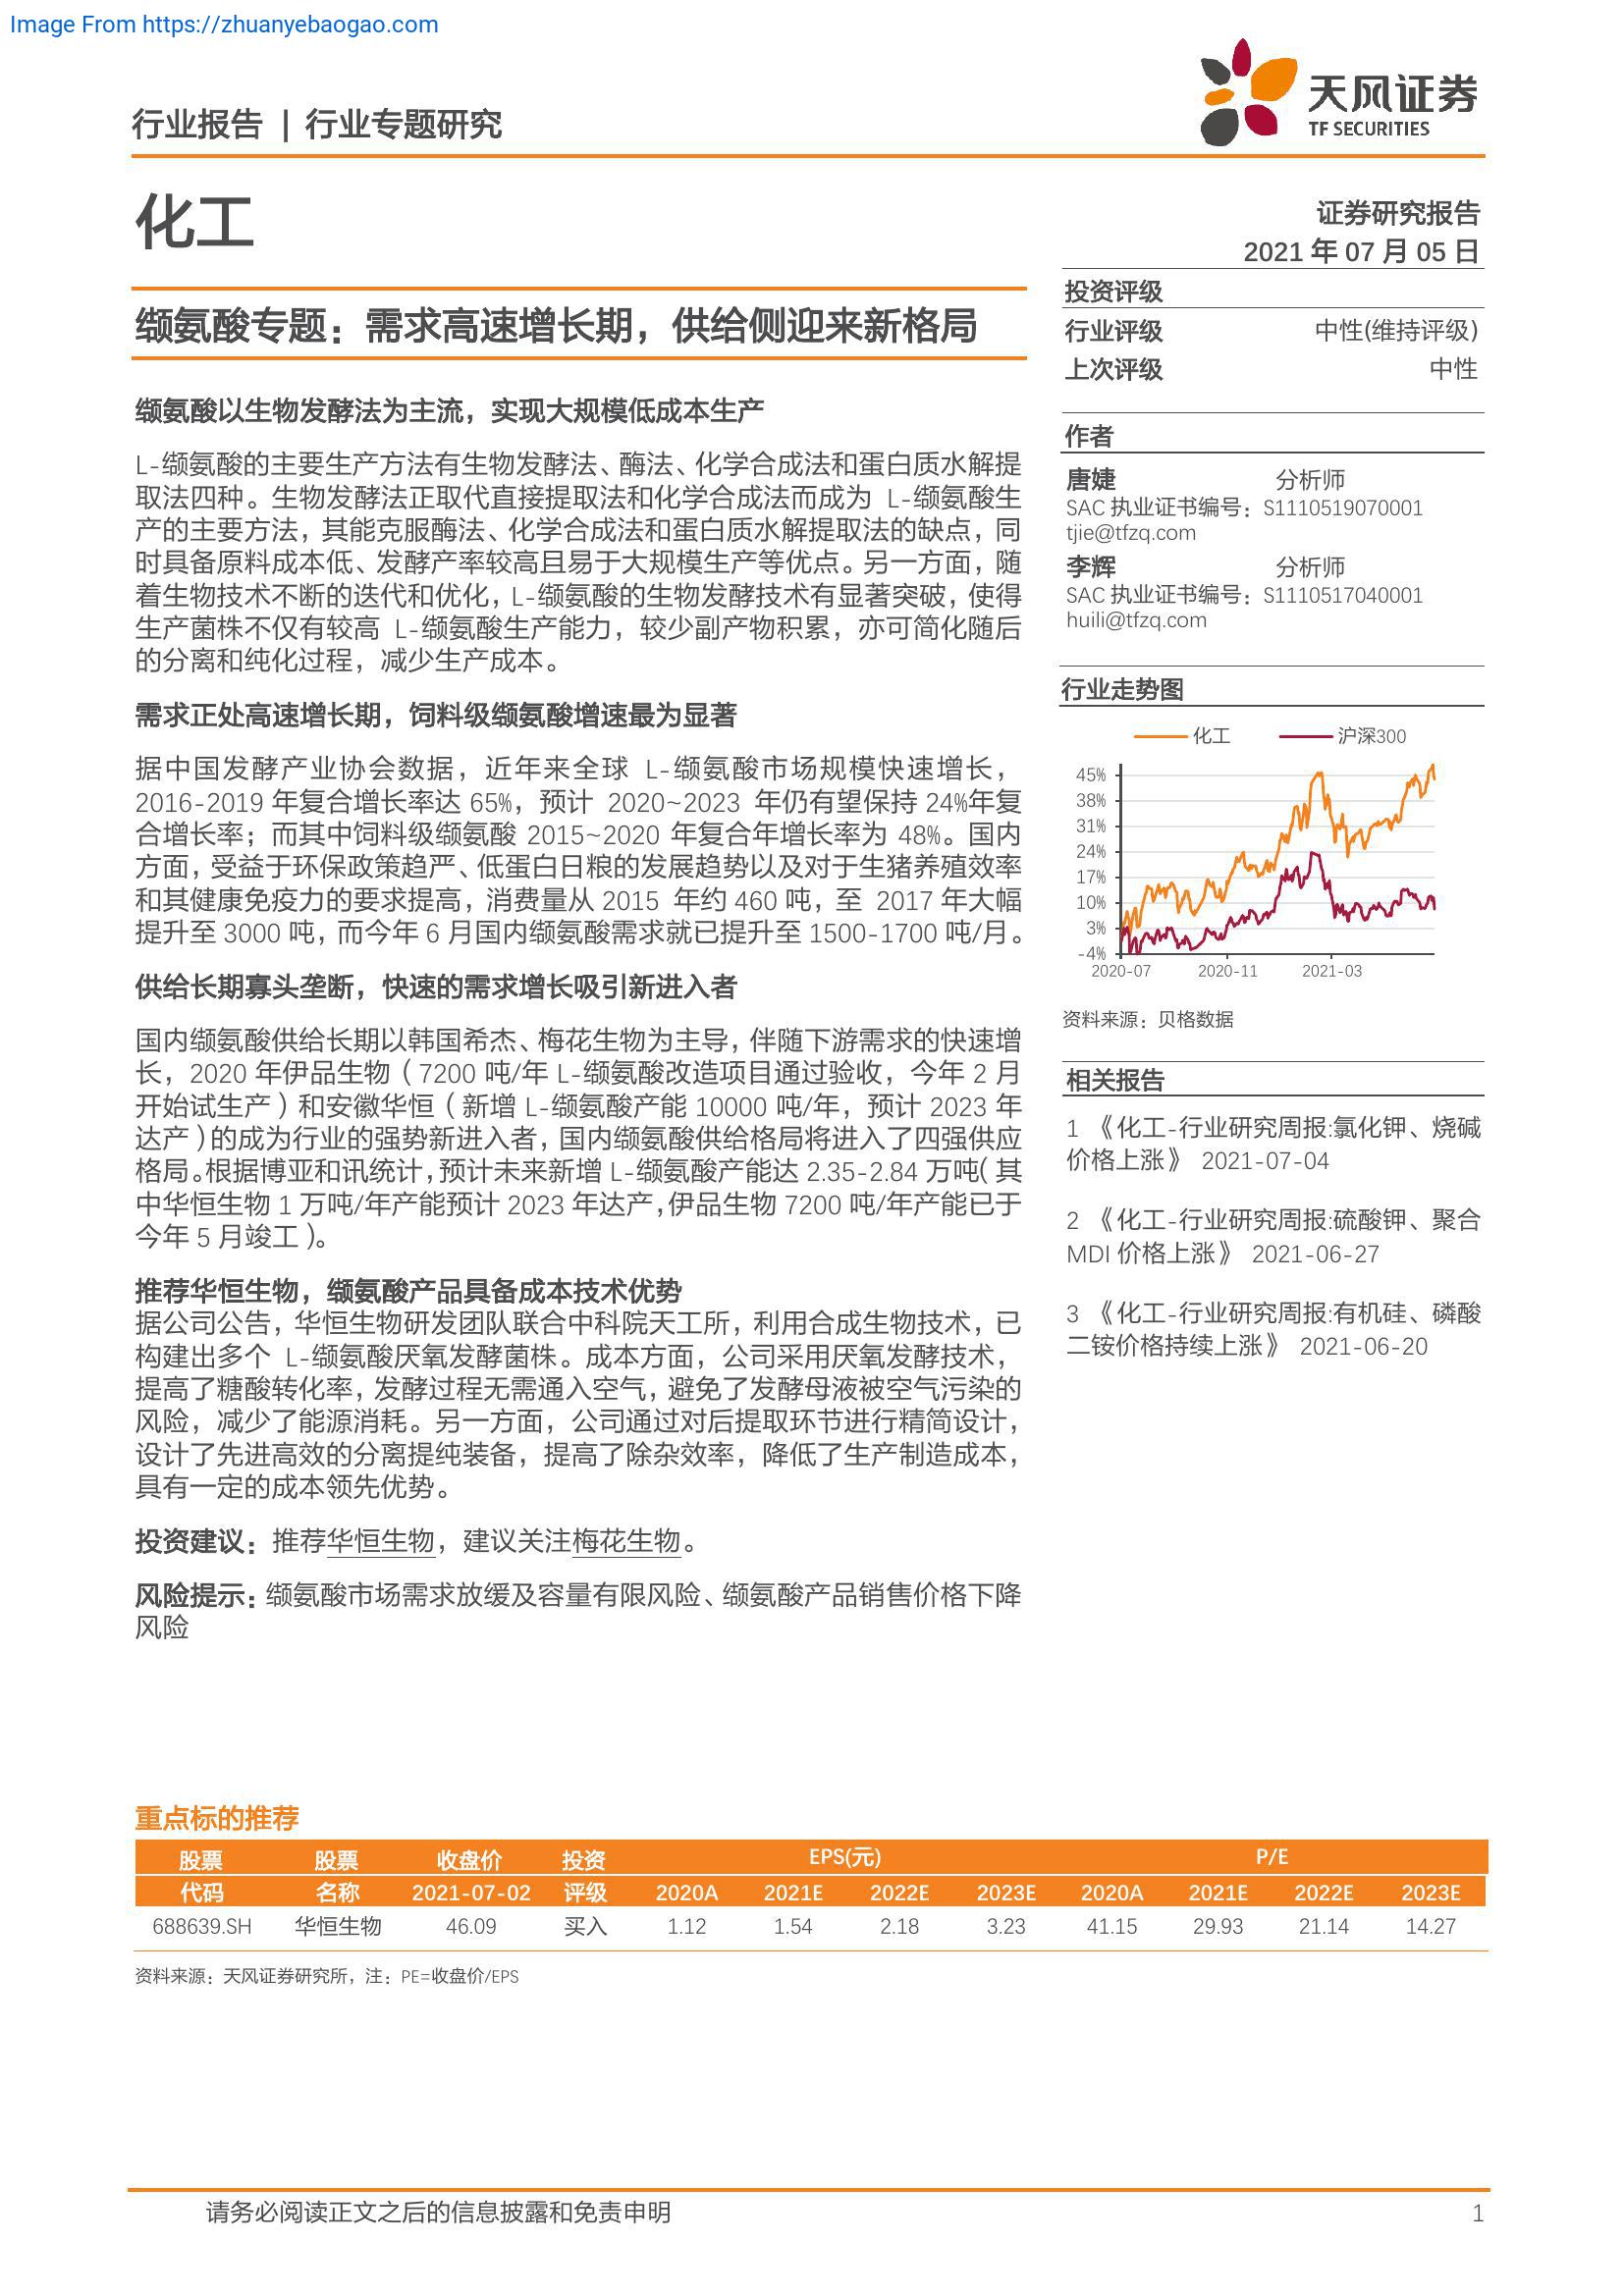 Image From https://zhuanyebaogao.com
行业报告 | 行业专题研究
天风证券
TF SECURITIES
化工
证券研究报告
2021 年 07 月 05 日
缬氨酸专题：需求高速增长期，供给侧迎来新格局
缬氨酸以生物发酵法为主流，实现大规模低成本生产
L-缬氨酸的主要生产方法有生物发酵法、酶法、化学合成法和蛋白质水解提
取法四种。生物发酵法正取代直接提取法和化学合成法而成为 L-缬氨酸生
产的主要方法，其能克服酶法、化学合成法和蛋白质水解提取法的缺点，同
时具备原料成本低、发酵产率较高且易于大规模生产等优点。另一方面，随
着生物技术不断的迭代和优化，L-缬氨酸的生物发酵技术有显著突破，使得
生产菌株不仅有较高 L-缬氨酸生产能力，较少副产物积累，亦可简化随后
的分离和纯化过程，减少生产成本。
需求正处高速增长期，饲料级缬氨酸增速最为显著
据中国发酵产业协会数据，近年来全球 L-缬氨酸市场规模快速增长，
2016-2019 年复合增长率达 65%，预计 2020~2023 年仍有望保持 24%年复
合增长率；而其中饲料级缬氨酸 2015~2020 年复合年增长率为 48%。国内
方面，受益于环保政策趋严、低蛋白日粮的发展趋势以及对于生猪养殖效率
和其健康免疫力的要求提高，消费量从 2015 年约 460 吨，至 2017 年大幅
提升至 3000 吨，而今年 6 月国内缬氨酸需求就已提升至 1500-1700 吨/月。
供给长期寡头垄断，快速的需求增长吸引新进入者
国内缬氨酸供给长期以韩国希杰、梅花生物为主导，伴随下游需求的快速增
长，2020 年伊品生物（7200 吨/年 L-缬氨酸改造项目通过验收，今年 2 月
开始试生产）和安徽华恒（新增 L-缬氨酸产能 10000 吨/年，预计 2023 年
达产）的成为行业的强势新进入者，国内缬氨酸供给格局将进入了四强供应
格局。根据博亚和讯统计，预计未来新增 L-缬氨酸产能达 2.35-2.84 万吨（其
中华恒生物 1 万吨/年产能预计 2023 年达产，伊品生物 7200 吨/年产能已于
今年 5 月竣工）。
推荐华恒生物，缬氨酸产品具备成本技术优势
据公司公告，华恒生物研发团队联合中科院天工所，利用合成生物技术，已
构建出多个 L-缬氨酸厌氧发酵菌株。成本方面，公司采用厌氧发酵技术，
提高了糖酸转化率，发酵过程无需通入空气，避免了发酵母液被空气污染的
风险，减少了能源消耗。另一方面，公司通过对后提取环节进行精简设计，
设计了先进高效的分离提纯装备，提高了除杂效率，降低了生产制造成本，
具有一定的成本领先优势。
投资建议：推荐华恒生物，建议关注梅花生物。
风险提示：缬氨酸市场需求放缓及容量有限风险、缬氨酸产品销售价格下降
风险
投资评级
行业评级 中性(维持评级)
上次评级 中性
作者
唐婕 分析师
SAC 执业证书编号：S1110519070001
tjie@tfzq.com
李辉 分析师
SAC 执业证书编号：S1110517040001
huili@tfzq.com
行业走势图
化工 沪深300
45%
38%
31%
24%
17%
10%
3%
-4%
2020-07 2020-11 2021-03
资料来源：贝格数据
相关报告
1 《化工-行业研究周报:氯化钾、烧碱
价格上涨》 2021-07-04
2 《化工-行业研究周报:硫酸钾、聚合
MDI 价格上涨》 2021-06-27
3 《化工-行业研究周报:有机硅、磷酸
二铵价格持续上涨》 2021-06-20
重点标的推荐
股票 股票 收盘价 投资 EPS(元) P/E
代码 名称 2021-07-02 评级 2020A 2021E 2022E 2023E 2020A 2021E 2022E 2023E
688639.SH 华恒生物 46.09 买入 1.12 1.54 2.18 3.23 41.15 29.93 21.14 14.27
资料来源：天风证券研究所，注：PE=收盘价/EPS
请务必阅读正文之后的信息披露和免责申明 1